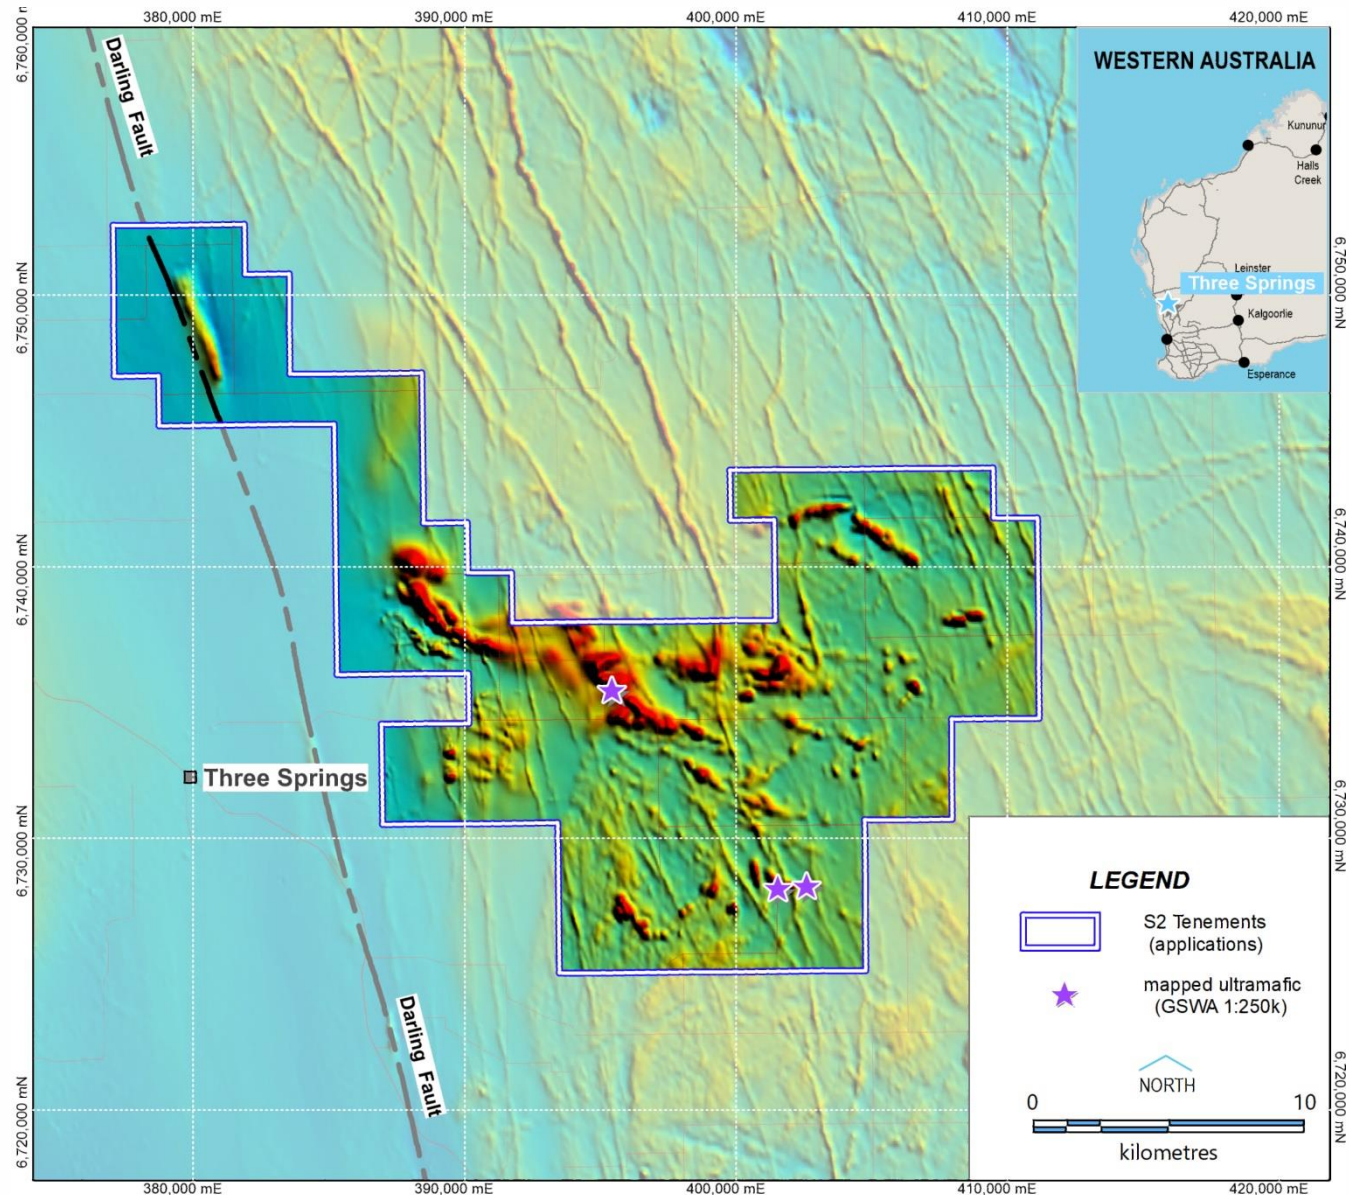 380,000 mE
390,000 mE
400,000 mE
410,000 mE
420,000 mE
6,760,000
Darling Fault
WESTERN AUSTRALIA
Kununur
Halls
Creek
Leinster
Three Springs
Kalgoorlie
Esperance
6,750,000 mN
6,750,000 mN
6,740,000 mN
6,740,000 mN
Three Springs
6,730,000 mN
6,730,000 mN
LEGEND
S2 Tenements
(applications)
mapped ultramafic
(GSWA 1:250k)
NORTH
0
10
kilometres
Darling Fault
6,720,000 mN
6,720,000 mN
380,000 mE
390,000 mE
400,000 mE
410,000 mE
420,000 mE